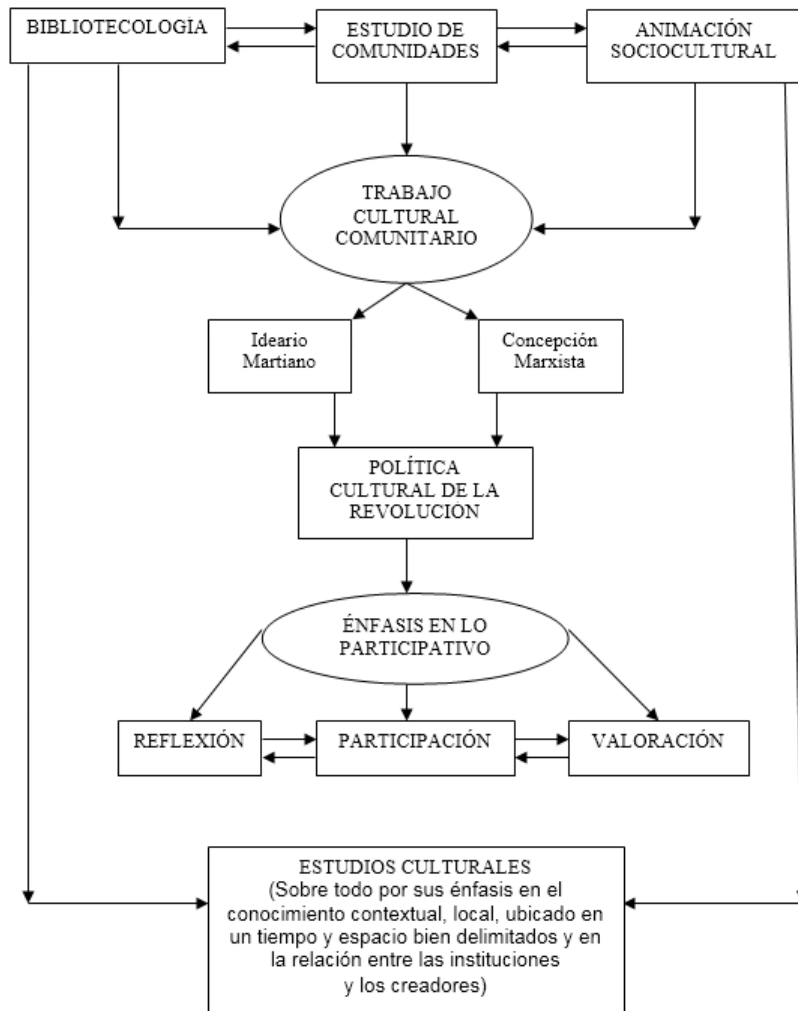 BIBLIOTECOLOGÍA
ESTUDIO DE
COMUNIDADES
ANIMACIÓN
SOCIOCULTURAL
TRABAJO
CULTURAL
COMUNITARIO
Ideario
Martiano
Concepción
Marxista
POLÍTICA
CULTURAL DE LA
REVOLUCIÓN
ÉNFASIS EN LO
PARTICIPATIVO
REFLEXIÓN
PARTICIPACIÓN
VALORACIÓN
ESTUDIOS CULTURALES
(Sobre todo por sus énfasis en el
conocimiento contextual, local, ubicado en
un tiempo y espacio bien delimitados y en
la relación entre las instituciones
y los creadores)